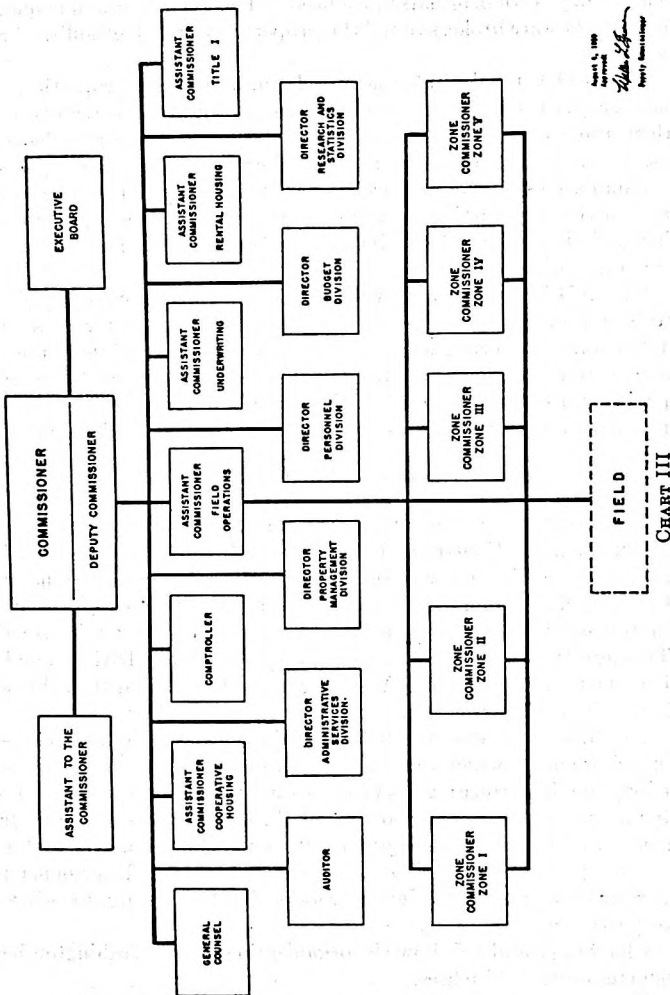 COMMISSIONER
DEPUTY COMMISSIONER
ASSISTANT TO THE
COMMISSIONER
EXECUTIVE
BOARD
GENERAL
COUNSEL
ASSISTANT
COMMISSIONER
COOPERATIVE
HOUSING
COMPTROLLER
ASSISTANT
COMMISSIONER
FIELD
OPERATIONS
ASSISTANT
COMMISSIONER
UNDERWRITING
ASSISTANT
COMMISSIONER
RENTAL HOUSING
ASSISTANT
COMMISSIONER
TITLE I
AUDITOR
DIRECTOR
ADMINISTRATIVE
SERVICES
DIVISION.
DIRECTOR
PROPERTY
MANAGEMENT
DIVISION
DIRECTOR
PERSONNEL
DIVISION
DIRECTOR
BUDGET
DIVISION
DIRECTOR
RESEARCH AND
STATISTICS
DIVISION
ZONE
COMMISSIONER
ZONE I
ZONE
COMMISSIONER
ZONE II
ZONE
COMMISSIONER
ZONE III
ZONE
COMMISSIONER
ZONE IV
ZONE
COMMISSIONER
ZONE V
FIELD
August
Approved
Deputy Commissioner
CHART III